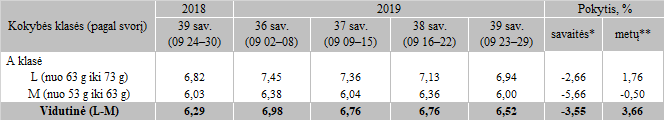 Kokybės klasės (pagal svorį) 2018 2019 Pokytis, %
39 sav. (09 24–30) 36 sav. (09 02–08) 37 sav. (09 09–15) 38 sav. (09 16–22) 39 sav. (09 23–29) savaitės* metų**
A klasė
L (nuo 63 g iki 73 g) 6,82 7,45 7,36 7,13 6,94 -2,66 1,76
M (nuo 53 g iki 63 g) 6,03 6,38 6,04 6,36 6,00 -5,66 -0,50
Vidutinė (L-M) 6,29 6,98 6,76 6,76 6,52 -3,55 3,66